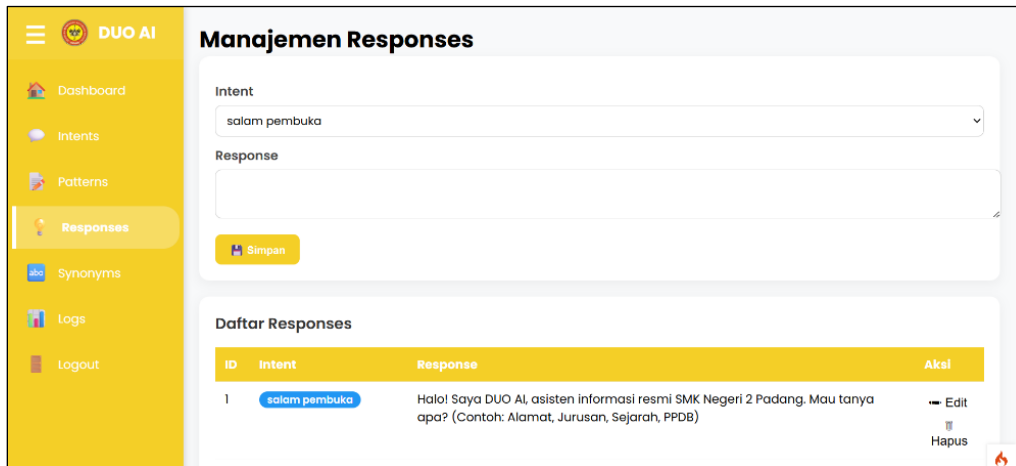 DUO AI
Dashboard
Intents
Patterns
Responses
abc
Synonyms
Logs
Logout
Manajemen Responses
Intent
salam pembuka
Response
Simpan
Daftar Responses
ID Intent Response Aksi
1 salam pembuka Halo! Saya DUO AI, asisten informasi resmi SMK Negeri 2 Padang. Mau tanya Edit
apa? (Contoh: Alamat, Jurusan, Sejarah, PPDB)
Hapus